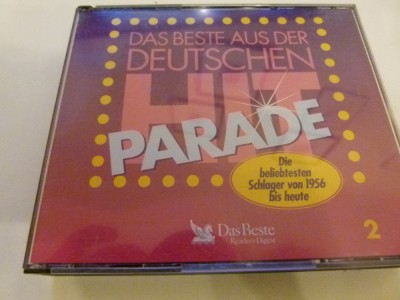 DAS BESTE AUS DER
DEUTSCHEN
HIT
PARADE
Die
beliebtesten
Schlager von 1956
bis heute
Das Beste
Reader's Digest
2